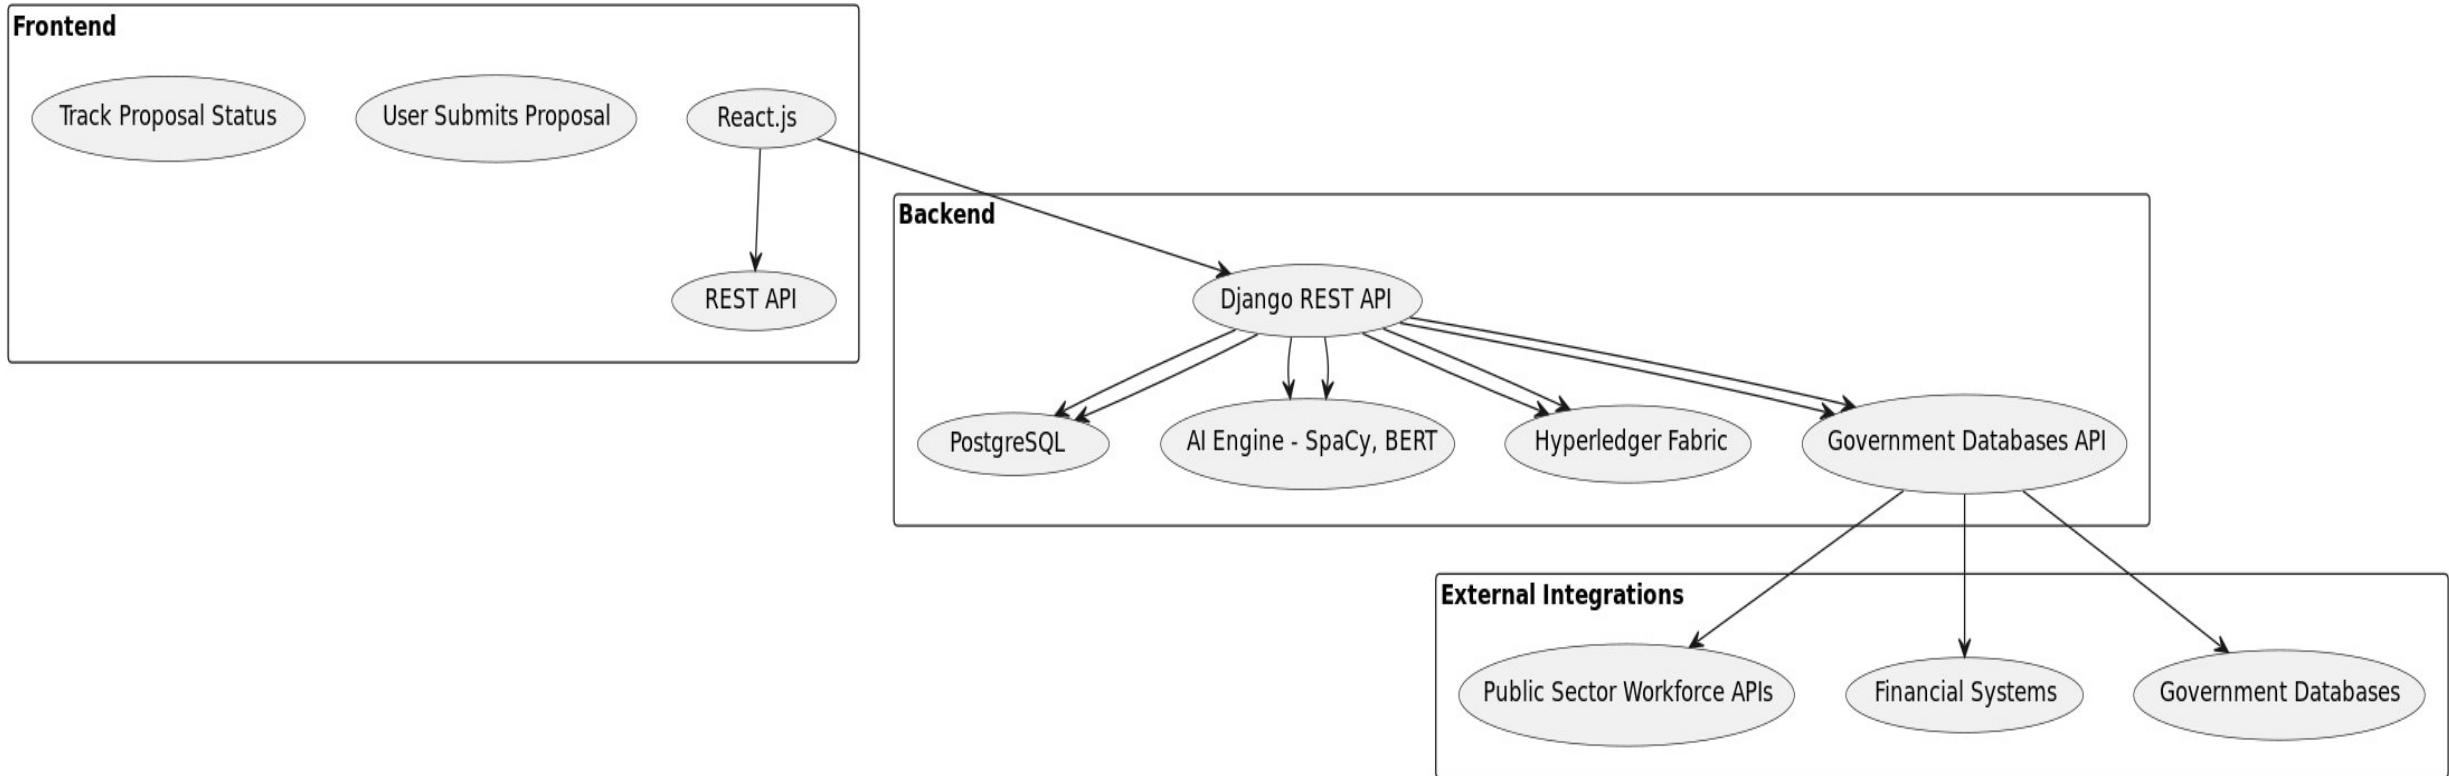 Frontend
Track Proposal Status
User Submits Proposal
React.js
REST API
Backend
Django REST API
PostgreSQL
AI Engine - SpaCy, BERT
Hyperledger Fabric
Government Databases API
External Integrations
Public Sector Workforce APIs
Financial Systems
Government Databases